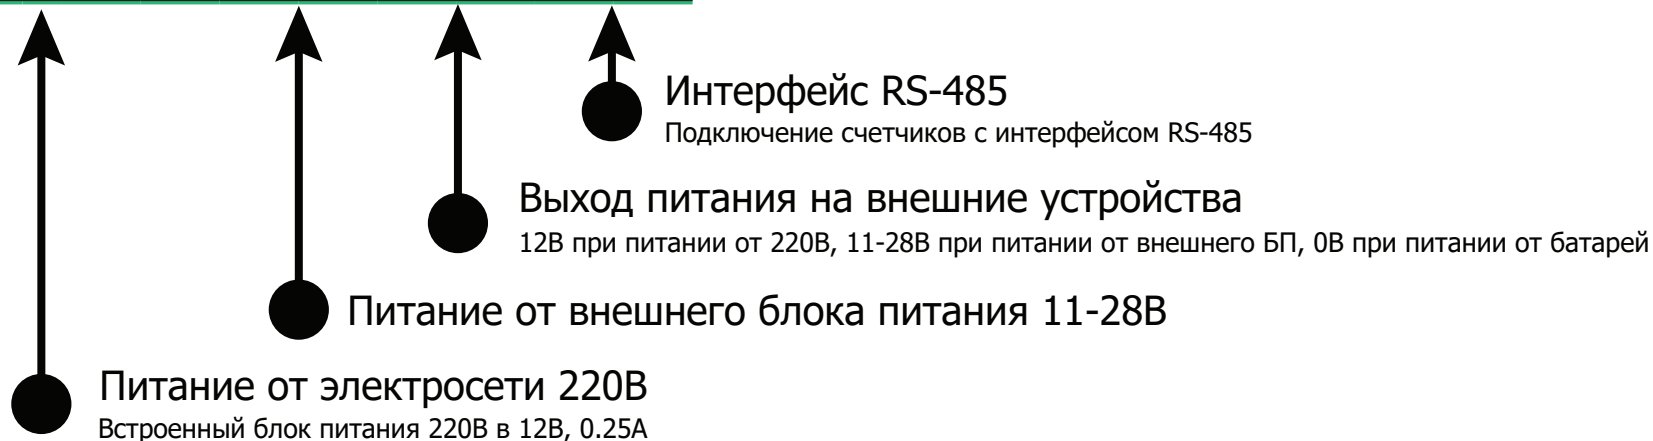 Интерфейс RS-485
Подключение счетчиков с интерфейсом RS-485
Выход питания на внешние устройства
12В при питании от 220В, 11-28В при питании от внешнего БП, 0В при питании от батарей
Питание от внешнего блока питания 11-28В
Питание от электросети 220В
Встроенный блок питания 220В в 12В, 0.25А